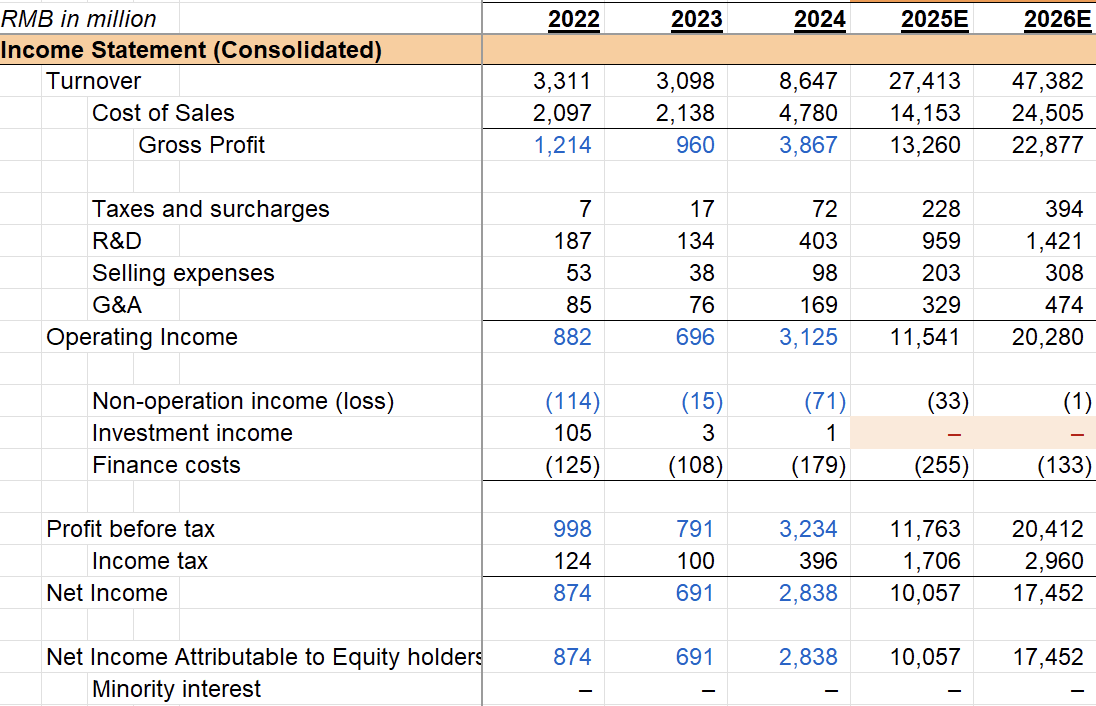 RMB in million 2022 2023 2024 2025E 2026E
Income Statement (Consolidated)
Turnover 3,311 3,098 8,647 27,413 47,382
Cost of Sales 2,097 2,138 4,780 14,153 24,505
Gross Profit 1,214 960 3,867 13,260 22,877
Taxes and surcharges 7 17 72 228 394
R&D 187 134 403 959 1,421
Selling expenses 53 38 98 203 308
G&A 85 76 169 329 474
Operating Income 882 696 3,125 11,541 20,280
Non-operation income (loss) (114) (15) (71) (33) (1)
Investment income 105 3 1 – –
Finance costs (125) (108) (179) (255) (133)
Profit before tax 998 791 3,234 11,763 20,412
Income tax 124 100 396 1,706 2,960
Net Income 874 691 2,838 10,057 17,452
Net Income Attributable to Equity holders 874 691 2,838 10,057 17,452
Minority interest – – – – –